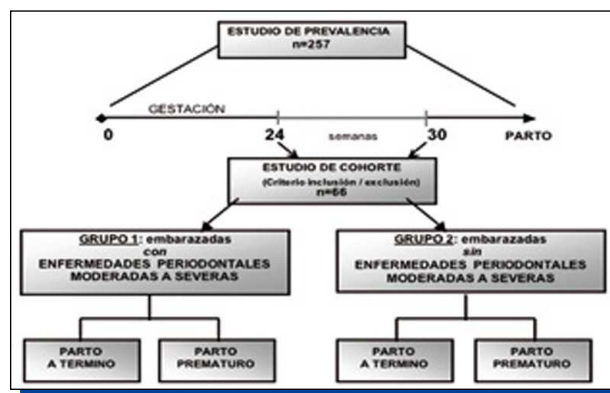 ESTUDIO DE PREVALENCIA
n=257
GESTACIÓN
0 24 semanas 30 PARTO
ESTUDIO DE COHORTE
(Criterio inclusión / exclusión)
n=66
GRUPO 1: embarazadas
con
ENFERMEDADES PERIODONTALES
MODERADAS A SEVERAS
GRUPO 2: embarazadas
sin
ENFERMEDADES PERIODONTALES
MODERADAS A SEVERAS
PARTO
A TERMINO
PARTO
PREMATURO
PARTO
A TERMINO
PARTO
PREMATURO